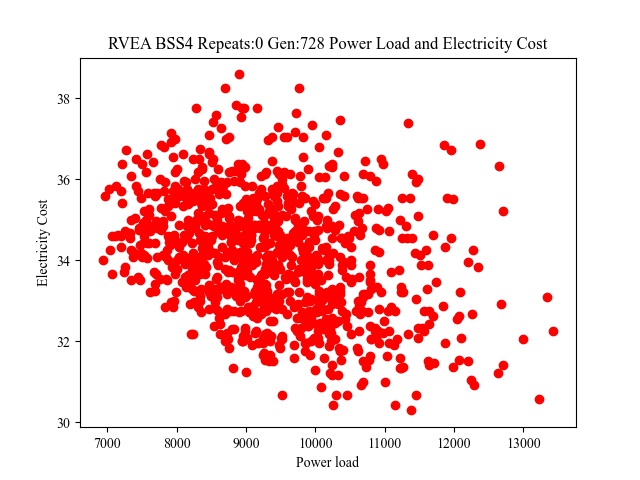 RVEA BSS4 Repeats:0 Gen:728 Power Load and Electricity Cost
38
36
34
32
30
Electricity Cost
7000 8000 9000 10000 11000 12000 13000
Power load